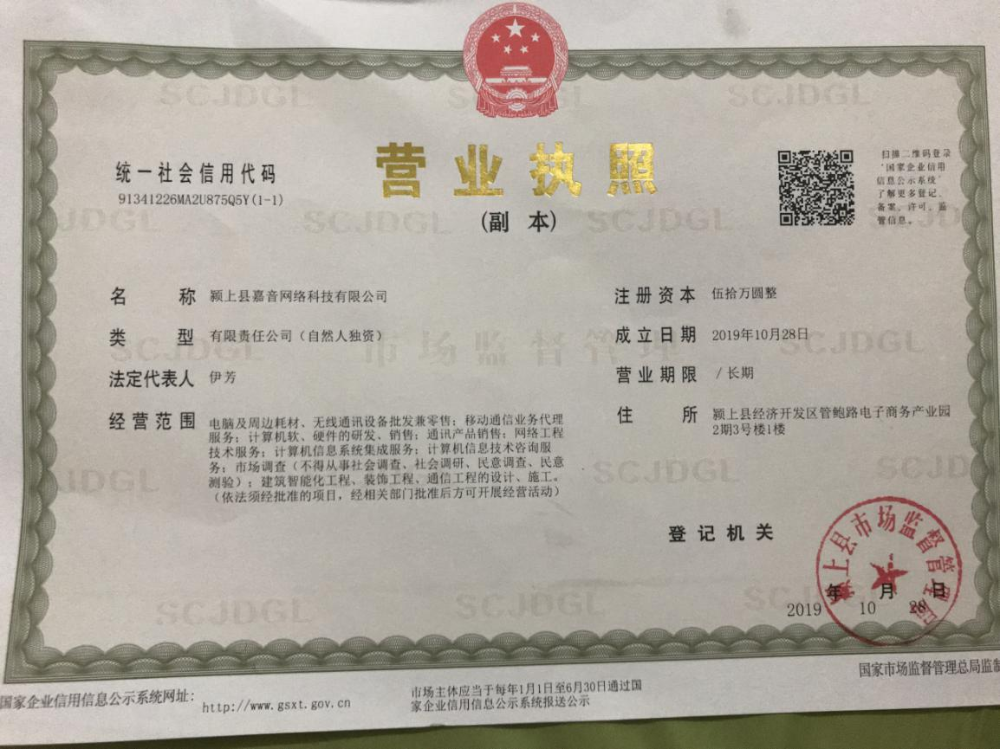 营业执照
(副 本)
统一社会信用代码
91341226MA2U875Q5Y(1-1)
扫描二维码登录
‘国家企业信用
信息公示系统’
了解更多登记、
备案、许可、监
管信息。
名 称 颍上县嘉音网络科技有限公司
类 型 有限责任公司（自然人独资）
法定代表人 伊芳
经营范围 电脑及周边耗材、无线通讯设备批发兼零售；移动通信业务代理
服务；计算机软、硬件的研发、销售；通讯产品销售；网络工程
技术服务；计算机信息系统集成服务；计算机信息技术咨询服
务；市场调查（不得从事社会调查、社会调研、民意调查、民意
测验）；建筑智能化工程、装饰工程、通信工程的设计、施工。
（依法须经批准的项目，经相关部门批准后方可开展经营活动）
注册资本 伍拾万圆整
成立日期 2019年10月28日
营业期限 / 长期
住 所 颍上县经济开发区管鲍路电子商务产业园
2期3号楼1楼
登记机关
颍上县市场监督管理局
2019 年 10 月 28 日
国家市场监督管理总局监制
国家企业信用信息公示系统网址：
http://www.gsxt.gov.cn
市场主体应当于每年1月1日至6月30日通过国
家企业信用信息公示系统报送公示
SCJDGL
市场监督管理